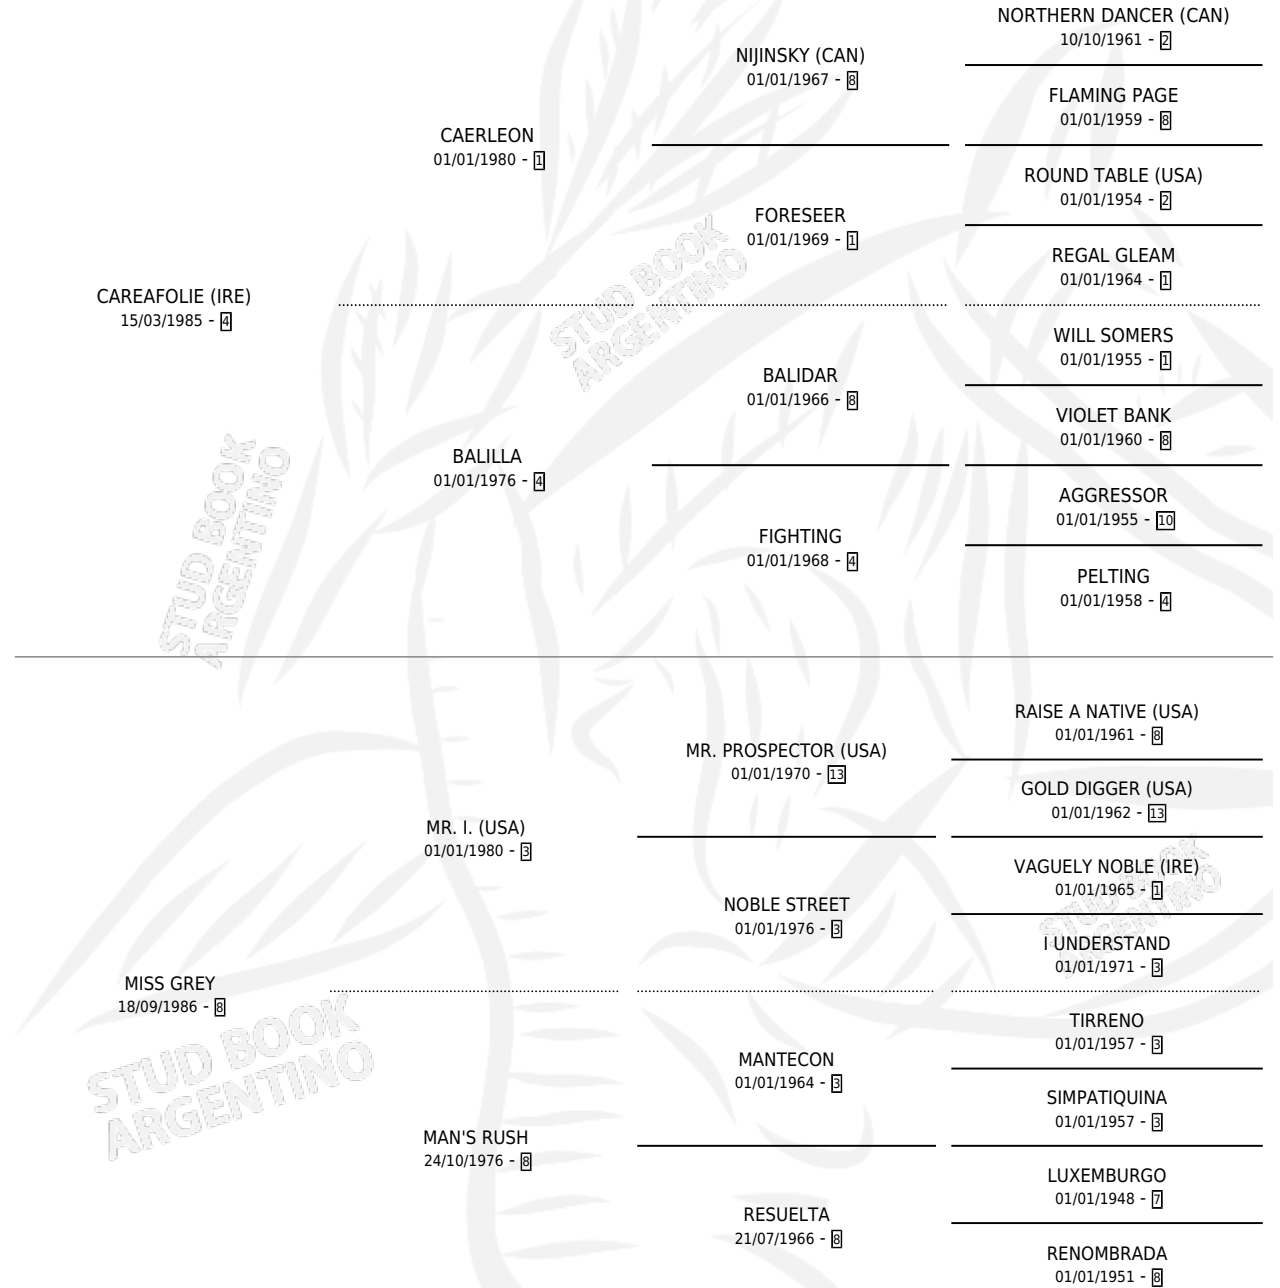 NORTHERN DANCER (CAN)
10/10/1961 - 2
NIJINSKY (CAN)
01/01/1967 - 8
FLAMING PAGE
01/01/1959 - 8
CAERLEON
01/01/1980 - 1
ROUND TABLE (USA)
01/01/1954 - 2
FORESEER
01/01/1969 - 1
REGAL GLEAM
01/01/1964 - 1
CAREAFOLIE (IRE)
15/03/1985 - 4
STUD BOOK
ARGENTINO
WILL SOMERS
01/01/1955 - 1
BALIDAR
01/01/1966 - 8
VIOLET BANK
01/01/1960 - 8
BALILLA
01/01/1976 - 4
AGGRESSOR
01/01/1955 - 10
FIGHTING
01/01/1968 - 4
PELTING
01/01/1958 - 4
STUD BOOK
ARGENTINO
RAISE A NATIVE (USA)
01/01/1961 - 8
MR. PROSPECTOR (USA)
01/01/1970 - 13
GOLD DIGGER (USA)
01/01/1962 - 13
MR. I. (USA)
01/01/1980 - 3
VAGUELY NOBLE (IRE)
01/01/1965 - 1
STUD BOOK
ARGENTINO
NOBLE STREET
01/01/1976 - 3
I UNDERSTAND
01/01/1971 - 3
MISS GREY
18/09/1986 - 8
STUD BOOK
ARGENTINO
TIRRENO
01/01/1957 - 3
MANTECON
01/01/1964 - 3
SIMPATIQUINA
01/01/1957 - 3
MAN'S RUSH
24/10/1976 - 8
LUXEMBURGO
01/01/1948 - 7
RESUELTA
21/07/1966 - 8
RENOMBRADA
01/01/1951 - 8